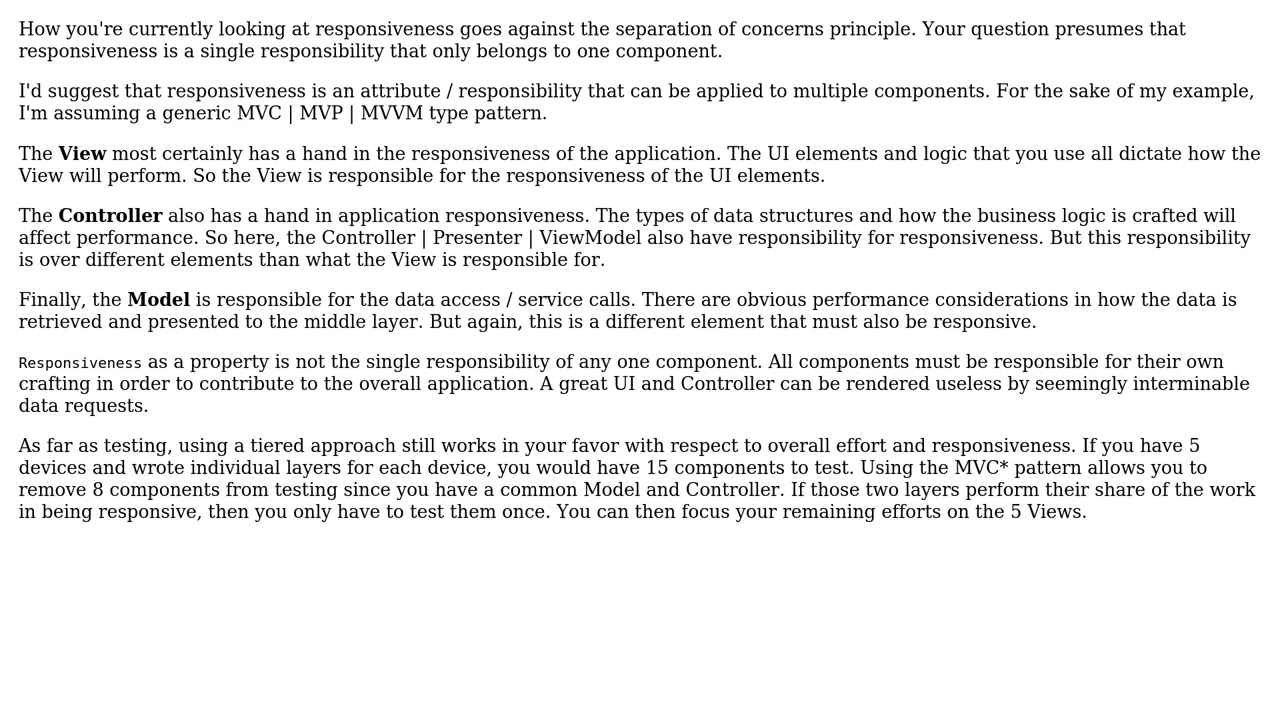 How you're currently looking at responsiveness goes against the separation of concerns principle. Your question presumes that
responsiveness is a single responsibility that only belongs to one component.
I'd suggest that responsiveness is an attribute / responsibility that can be applied to multiple components. For the sake of my example,
I'm assuming a generic MVC | MVP | MVVM type pattern.
The View most certainly has a hand in the responsiveness of the application. The UI elements and logic that you use all dictate how the
View will perform. So the View is responsible for the responsiveness of the UI elements.
The Controller also has a hand in application responsiveness. The types of data structures and how the business logic is crafted will
affect performance. So here, the Controller | Presenter | ViewModel also have responsibility for responsiveness. But this responsibility
is over different elements than what the View is responsible for.
Finally, the Model is responsible for the data access / service calls. There are obvious performance considerations in how the data is
retrieved and presented to the middle layer. But again, this is a different element that must also be responsive.
Responsiveness as a property is not the single responsibility of any one component. All components must be responsible for their own
crafting in order to contribute to the overall application. A great UI and Controller can be rendered useless by seemingly interminable
data requests.
As far as testing, using a tiered approach still works in your favor with respect to overall effort and responsiveness. If you have 5
devices and wrote individual layers for each device, you would have 15 components to test. Using the MVC* pattern allows you to
remove 8 components from testing since you have a common Model and Controller. If those two layers perform their share of the work
in being responsive, then you only have to test them once. You can then focus your remaining efforts on the 5 Views.